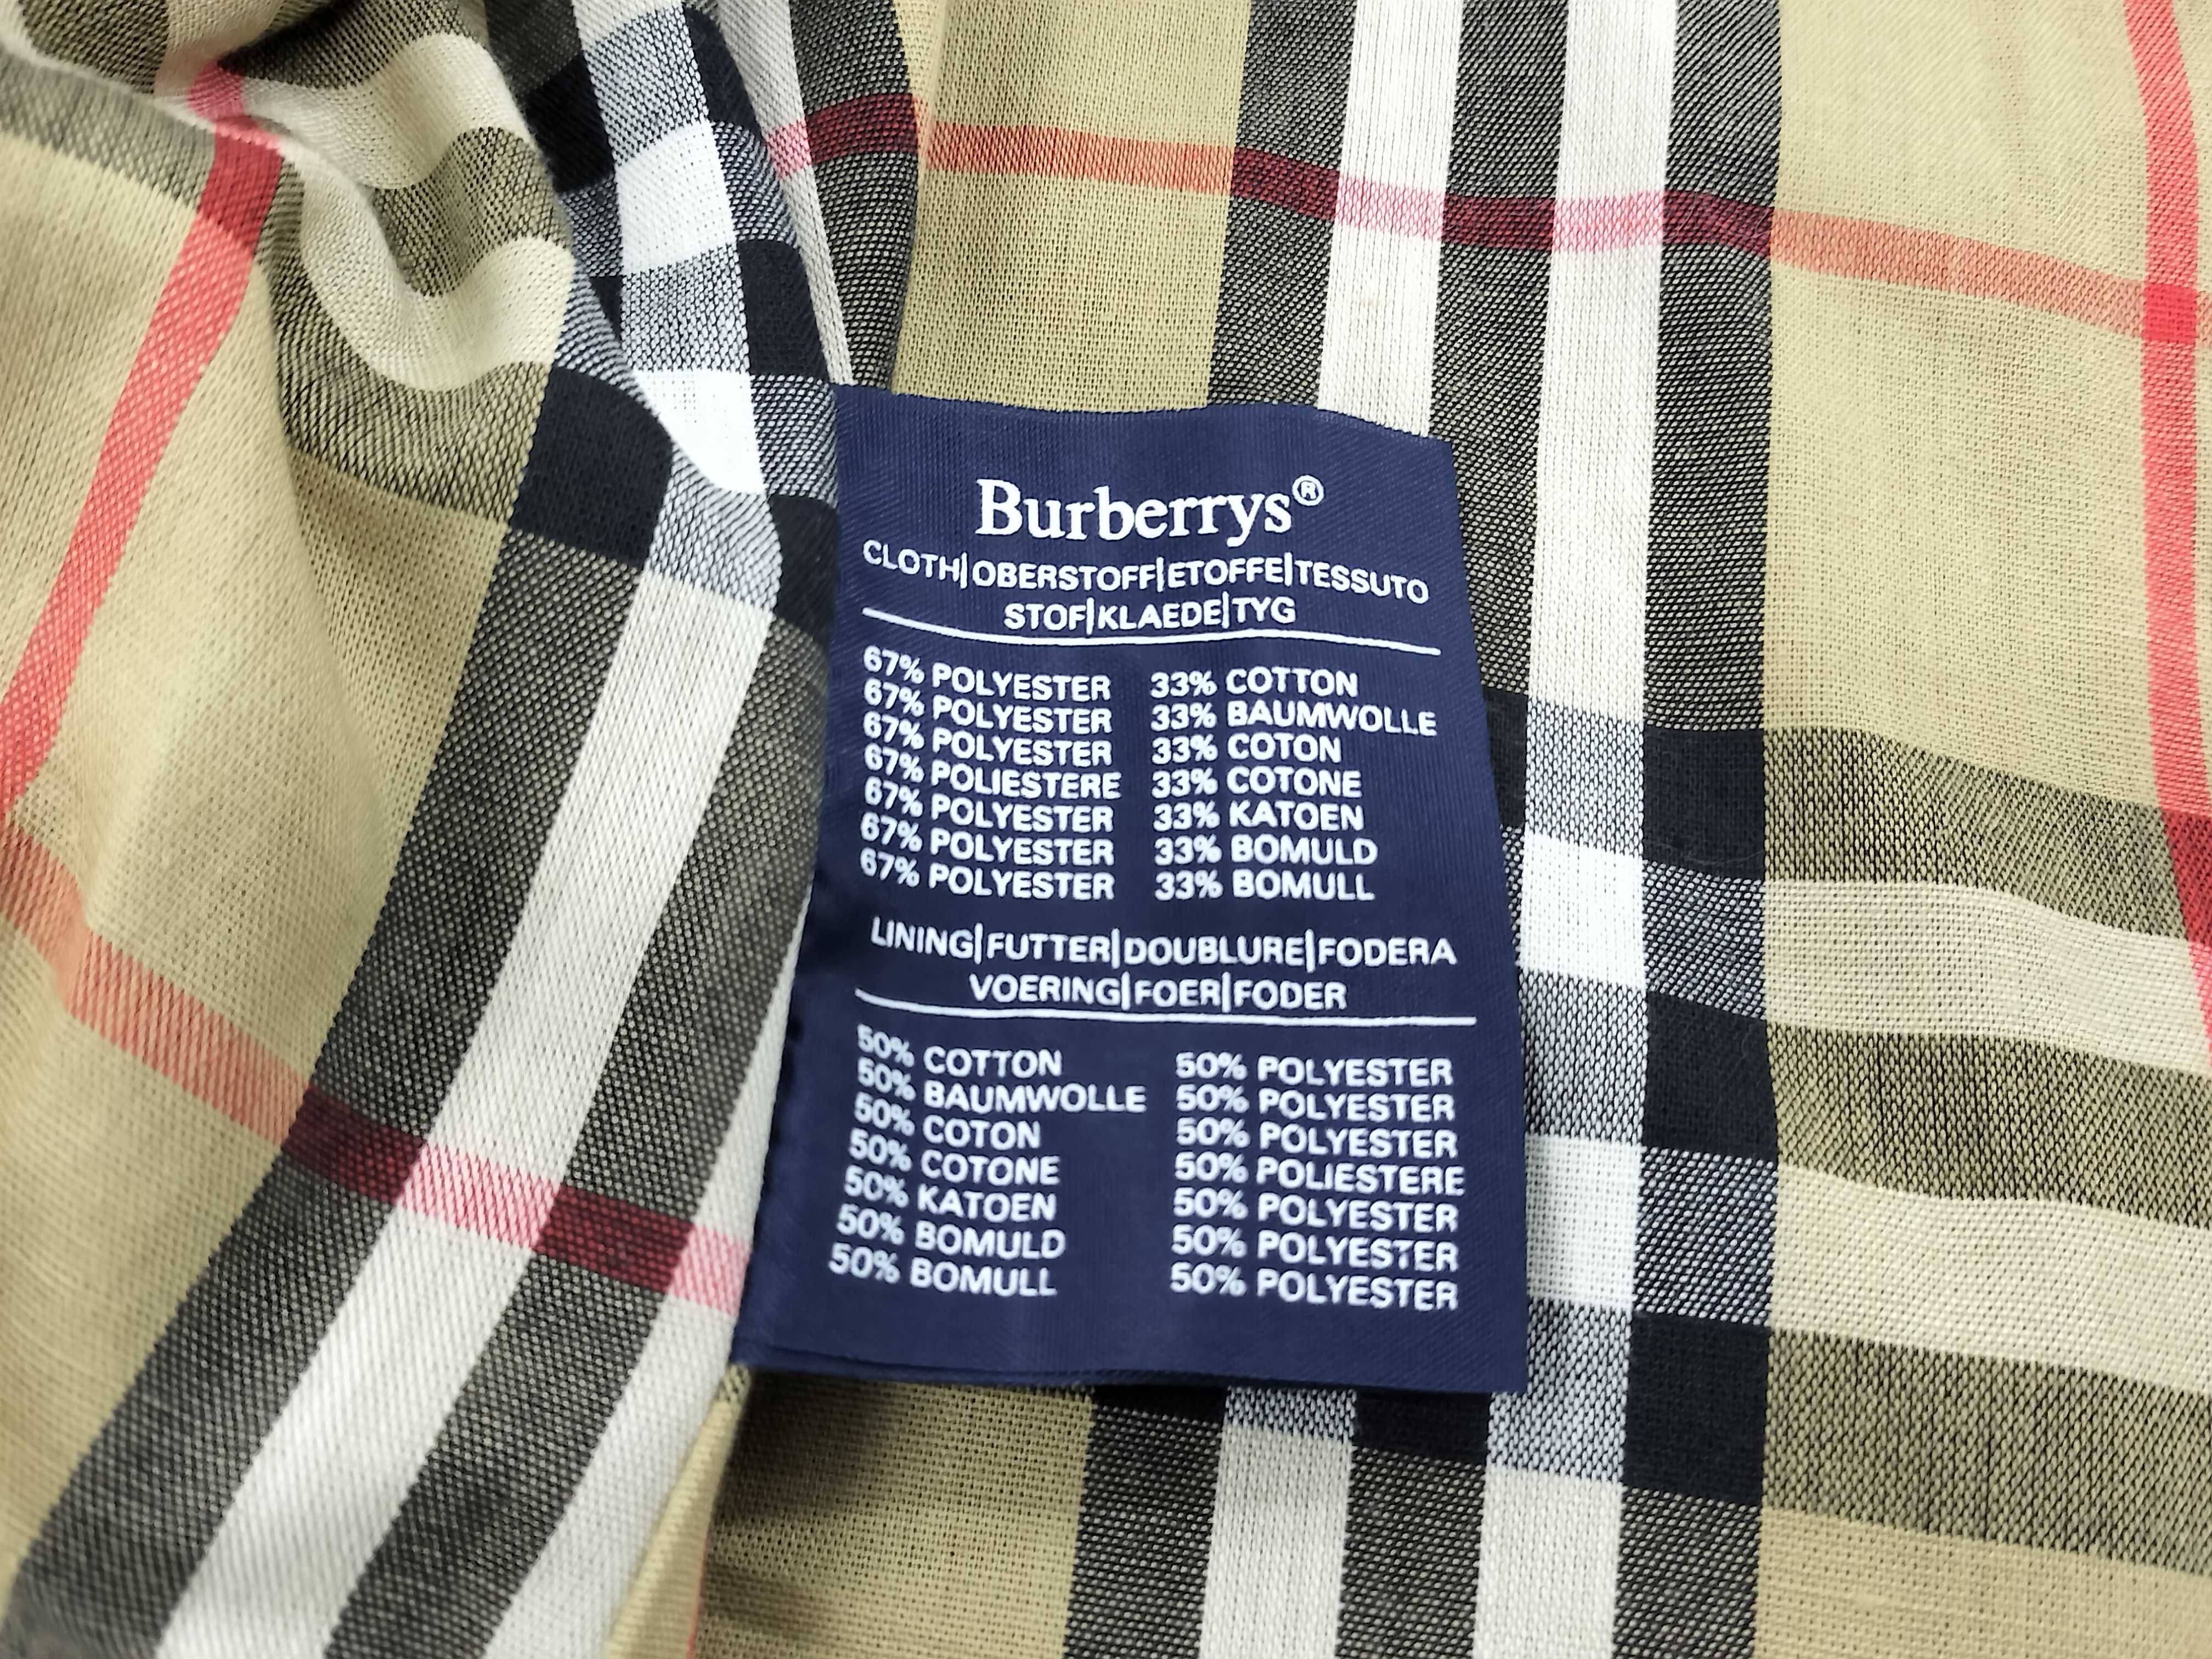 Burberrys®
CLOTH|OBERSTOFF|ETOFFE|TESSUTO
STOF|KLAEDE|TYG
67% POLYESTER 33% COTTON
67% POLYESTER 33% BAUMWOLLE
67% POLYESTER 33% COTON
67% POLIESTERE 33% COTONE
67% POLYESTER 33% KATOEN
67% POLYESTER 33% BOMULD
67% POLYESTER 33% BOMULL
LINING|FUTTER|DOUBLURE|FODERA
VOERING|FOER|FODER
50% COTTON 50% POLYESTER
50% BAUMWOLLE 50% POLYESTER
50% COTON 50% POLYESTER
50% COTONE 50% POLIESTERE
50% KATOEN 50% POLYESTER
50% BOMULD 50% POLYESTER
50% BOMULL 50% POLYESTER